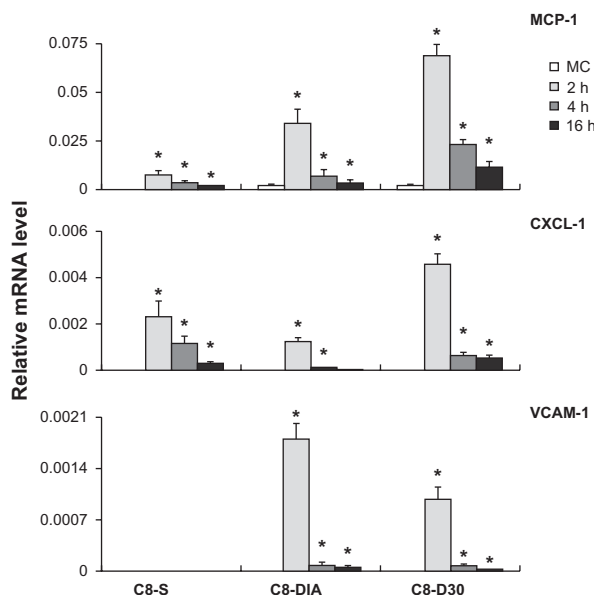 MCP-1
0.075
0.05
0.025
0
* * *
* * *
* * *
MC
2 h
4 h
16 h
CXCL-1
0.006
0.004
0.002
0
* * *
* *
* * *
VCAM-1
0.0021
0.0014
0.0007
0
* * *
* * *
Relative mRNA level
C8-S C8-DIA C8-D30